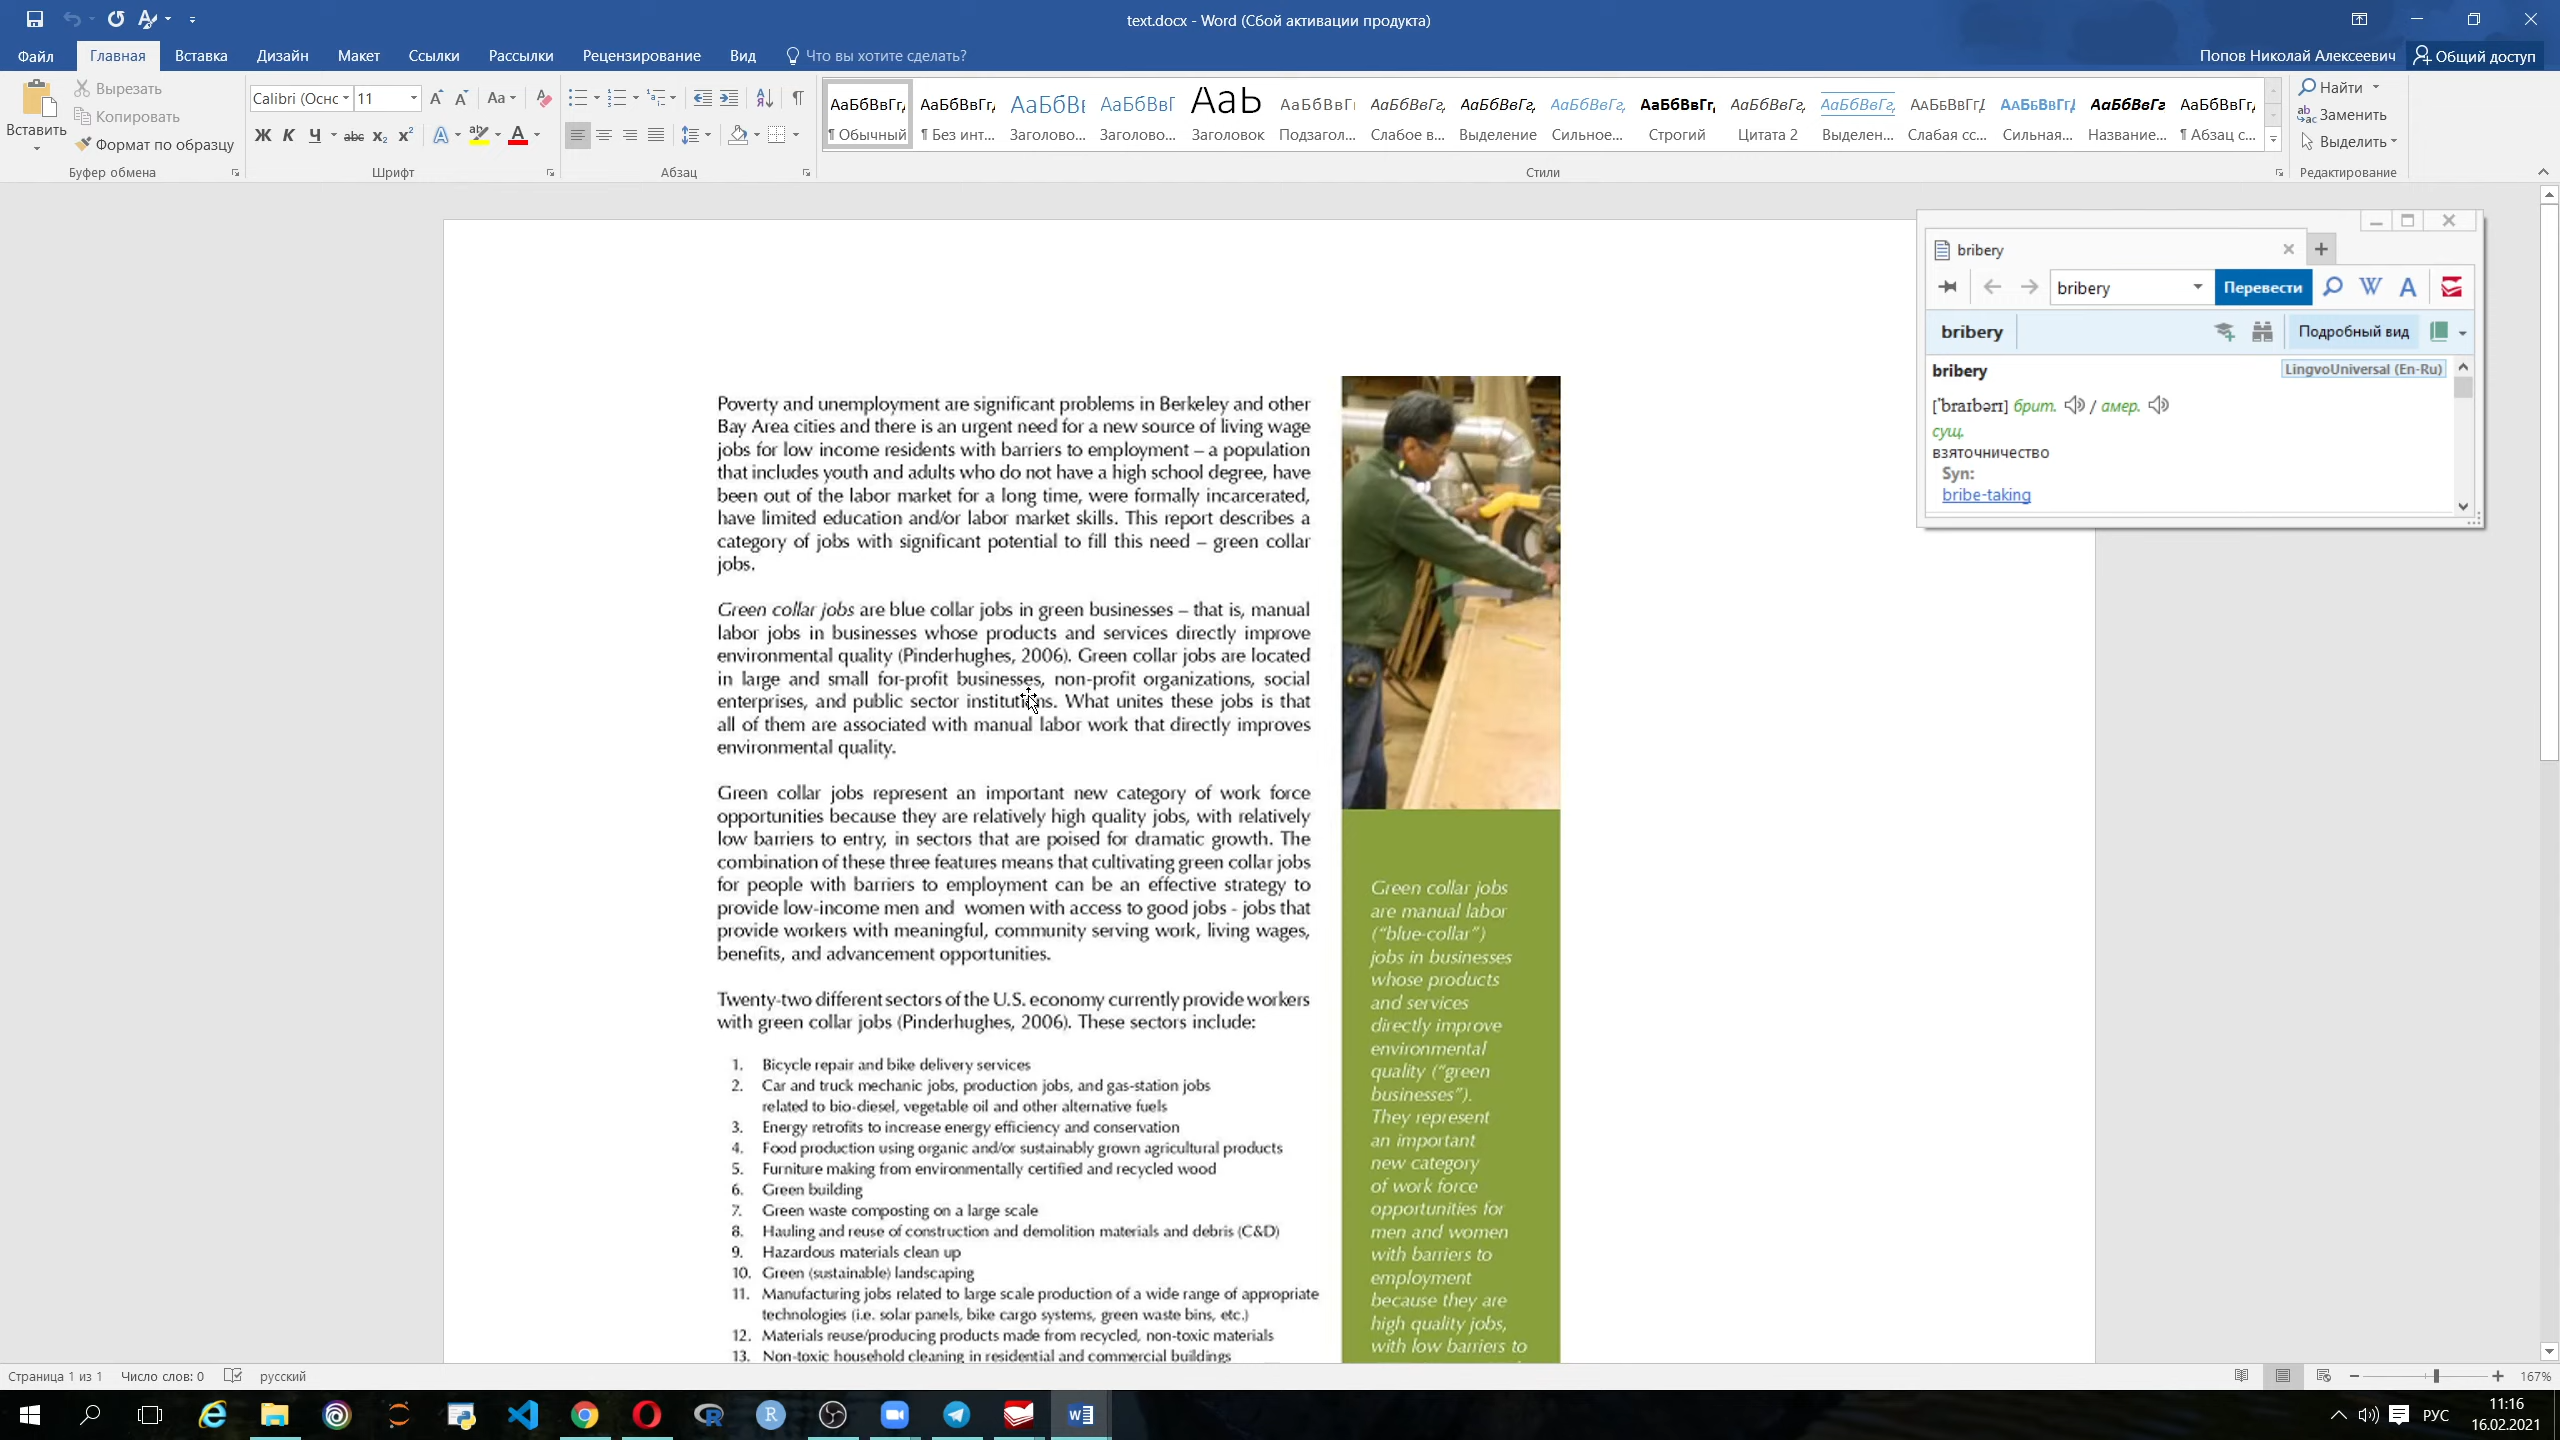 text.docx - Word (Сбой активации продукта)
Файл
Главная
Вставка
Дизайн
Макет
Ссылки
Рассылки
Рецензирование
Вид
Что вы хотите сделать?
Попов Николай Алексеевич
Общий доступ
Вставить
Вырезать
Копировать
Формат по образцу
Буфер обмена
Calibri (Оснс
11
Aa
Ж К Ч abc x₂ x²
Шрифт
Абзац
АаБбВвГг, АаБбВвГг, АаБбВв АаБбВвГ АаЬ АаБбВвГ АаБбВвГг, АаБбВвГг, АаБбВвГг, АаБбВвГг, АаБбВвГг, АаБбВвГг, ААББВВГГ, ААББВВГГ, АаБбВвГг АаБбВвГг,
¶ Обычный ¶ Без инт... Заголово... Заголово... Заголовок Подзагол... Слабое в... Выделение Сильное... Строгий Цитата 2 Выделен... Слабая сс... Сильная... Название... ¶ Абзац с...
Стили
Найти
Заменить
Выделить
Редактирование
bribery
bribery
Перевести
W
A
bribery
Подробный вид
bribery
LingvoUniversal (En-Ru)
['braɪbərɪ] брит. / амер.
сущ.
взяточничество
Syn:
bribe-taking
Poverty and unemployment are significant problems in Berkeley and other
Bay Area cities and there is an urgent need for a new source of living wage
jobs for low income residents with barriers to employment – a population
that includes youth and adults who do not have a high school degree, have
been out of the labor market for a long time, were formally incarcerated,
have limited education and/or labor market skills. This report describes a
category of jobs with significant potential to fill this need – green collar
jobs.
Green collar jobs are blue collar jobs in green businesses – that is, manual
labor jobs in businesses whose products and services directly improve
environmental quality (Pinderhughes, 2006). Green collar jobs are located
in large and small for-profit businesses, non-profit organizations, social
enterprises, and public sector institutions. What unites these jobs is that
all of them are associated with manual labor work that directly improves
environmental quality.
Green collar jobs represent an important new category of work force
opportunities because they are relatively high quality jobs, with relatively
low barriers to entry, in sectors that are poised for dramatic growth. The
combination of these three features means that cultivating green collar jobs
for people with barriers to employment can be an effective strategy to
provide low-income men and women with access to good jobs - jobs that
provide workers with meaningful, community serving work, living wages,
benefits, and advancement opportunities.
Twenty-two different sectors of the U.S. economy currently provide workers
with green collar jobs (Pinderhughes, 2006). These sectors include:
1. Bicycle repair and bike delivery services
2. Car and truck mechanic jobs, production jobs, and gas-station jobs
related to bio-diesel, vegetable oil and other alternative fuels
3. Energy retrofits to increase energy efficiency and conservation
4. Food production using organic and/or sustainably grown agricultural products
5. Furniture making from environmentally certified and recycled wood
6. Green building
7. Green waste composting on a large scale
8. Hauling and reuse of construction and demolition materials and debris (C&D)
9. Hazardous materials clean up
10. Green (sustainable) landscaping
11. Manufacturing jobs related to large scale production of a wide range of appropriate
technologies (i.e. solar panels, bike cargo systems, green waste bins, etc.)
12. Materials reuse/producing products made from recycled, non-toxic materials
13. Non-toxic household cleaning in residential and commercial buildings
Green collar jobs
are manual labor
(“blue-collar”)
jobs in businesses
whose products
and services
directly improve
environmental
quality (“green
businesses”).
They represent
an important
new category
of work force
opportunities for
men and women
with barriers to
employment
because they are
high quality jobs,
with low barriers to
Страница 1 из 1
Число слов: 0
русский
167%
РУС
11:16
16.02.2021